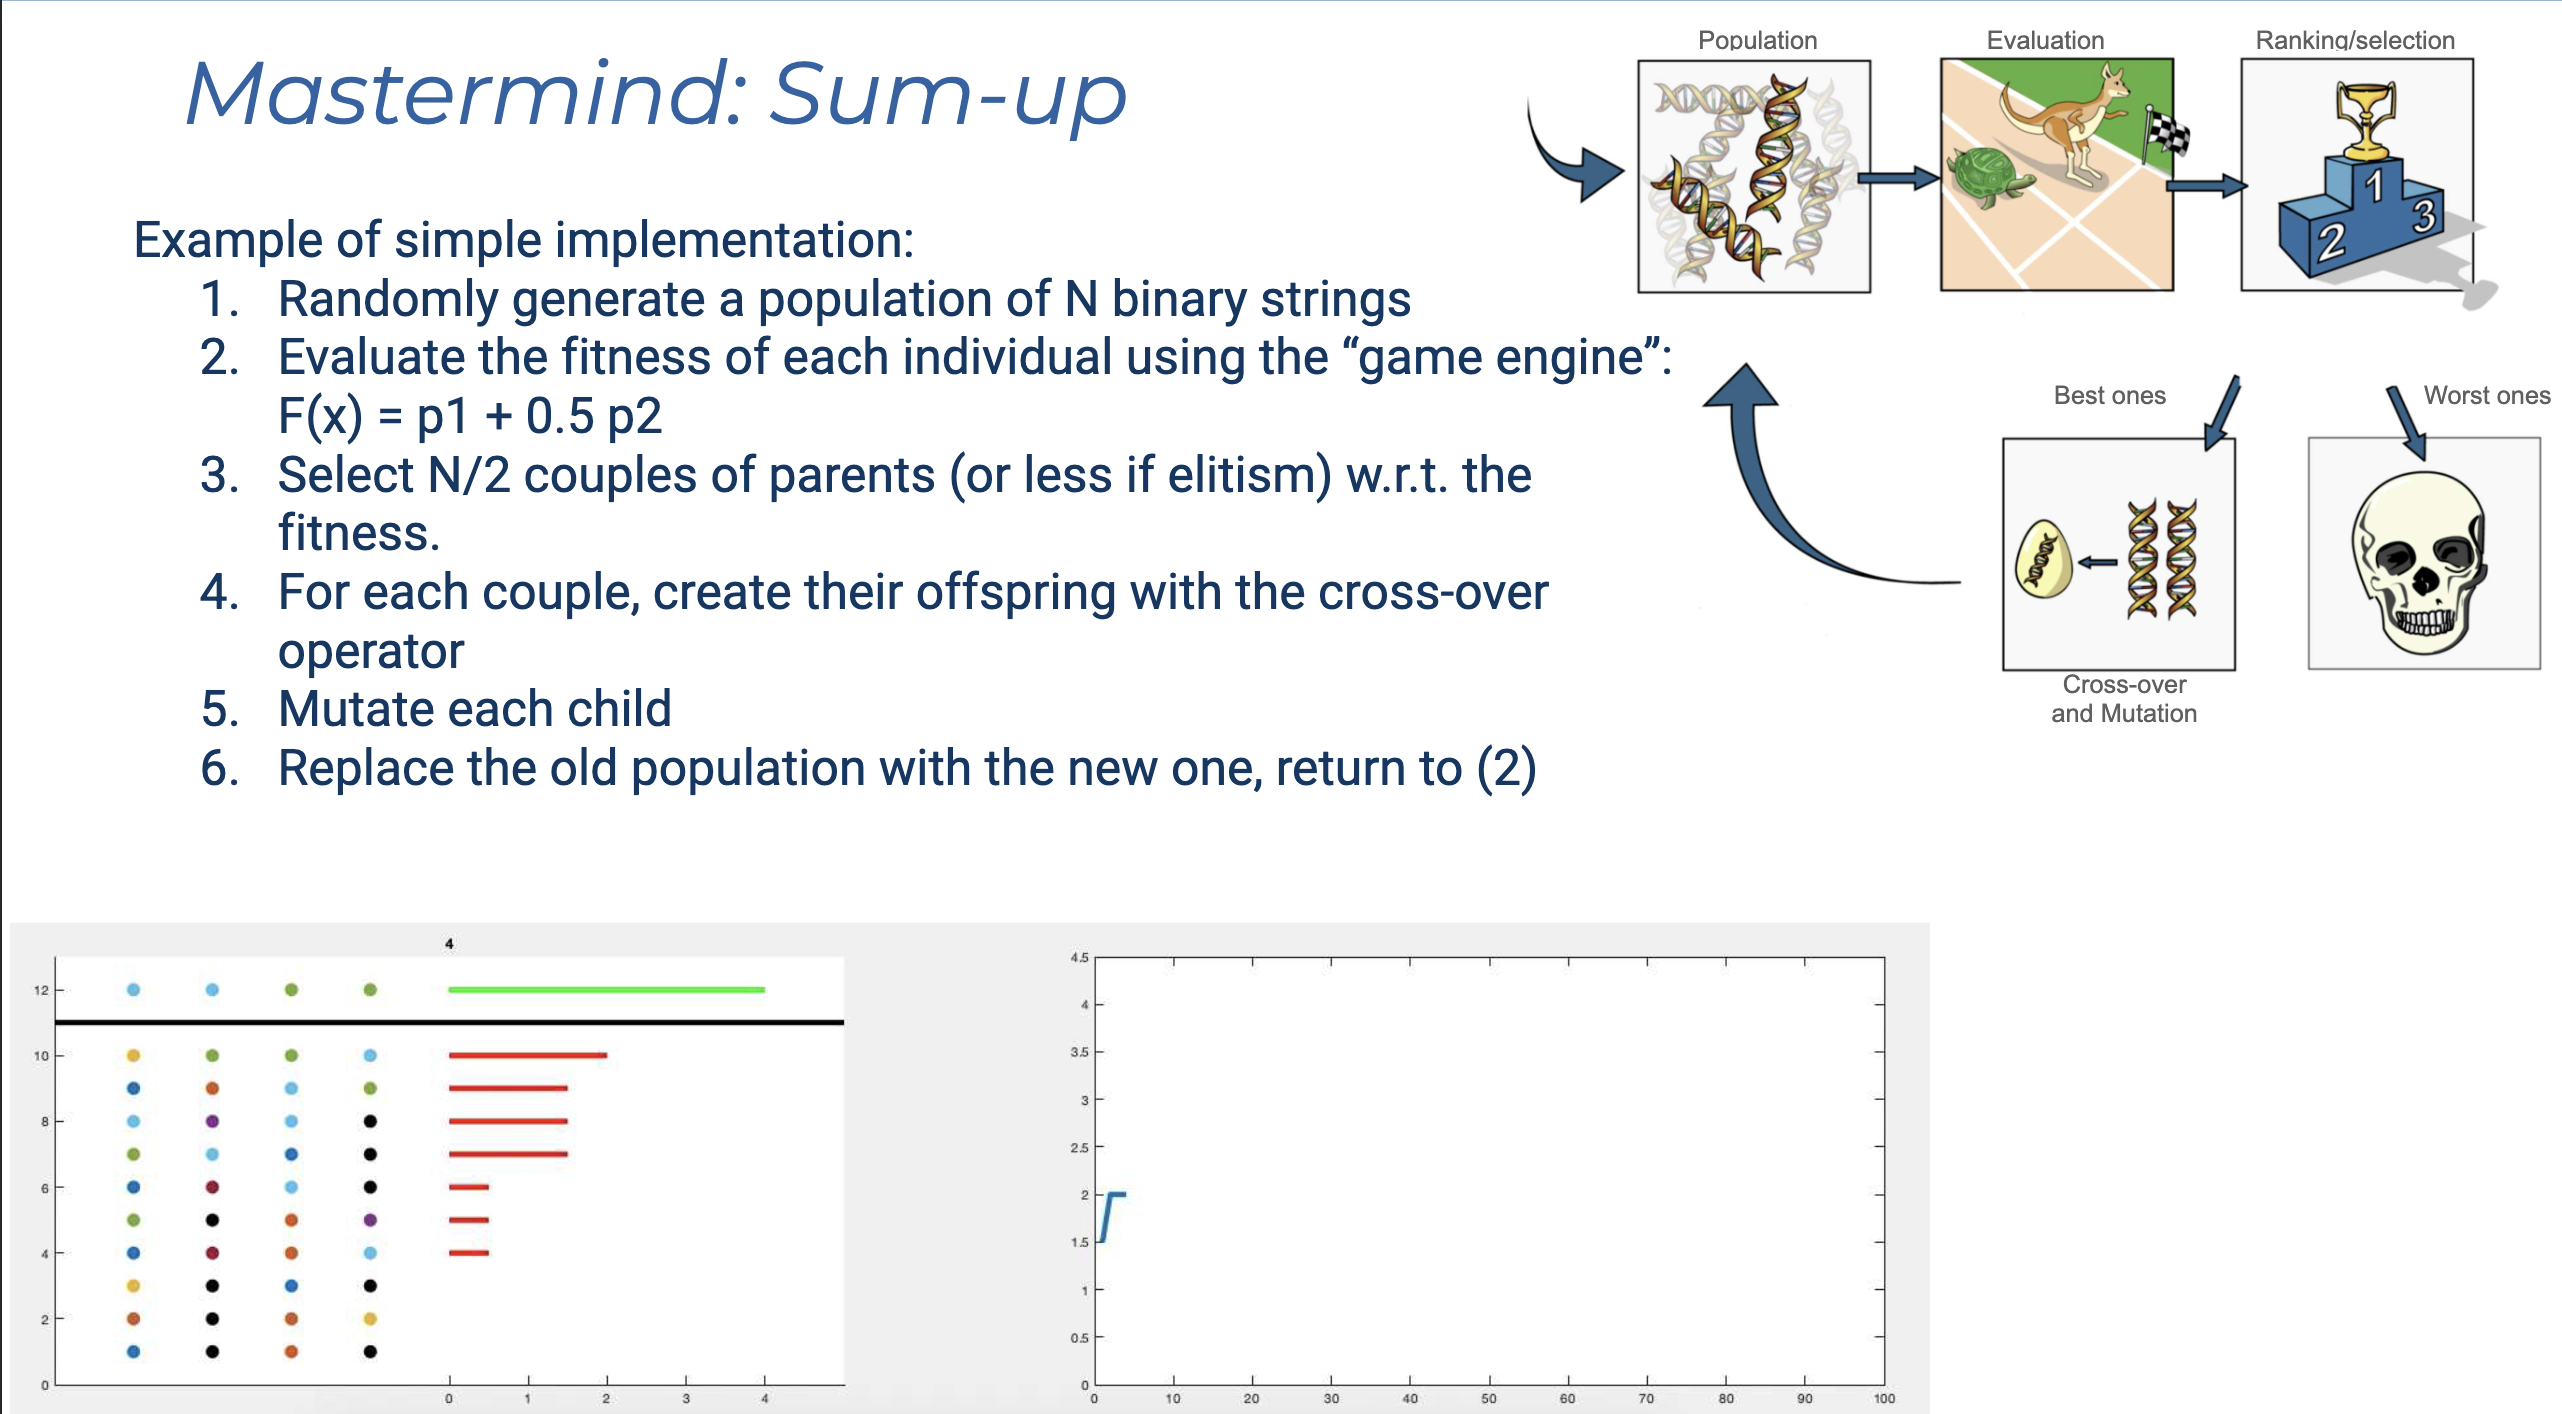 Mastermind: Sum-up
Population
Evaluation
Ranking/selection
Example of simple implementation:
1. Randomly generate a population of N binary strings
2. Evaluate the fitness of each individual using the “game engine”:
F(x) = p1 + 0.5 p2
3. Select N/2 couples of parents (or less if elitism) w.r.t. the
fitness.
4. For each couple, create their offspring with the cross-over
operator
5. Mutate each child
6. Replace the old population with the new one, return to (2)
1
2
3
Best ones
Worst ones
Cross-over
and Mutation
4
12
10
8
6
4
2
0
0 1 2 3 4
4.5
4
3.5
3
2.5
2
1.5
1
0.5
0
0 10 20 30 40 50 60 70 80 90 100